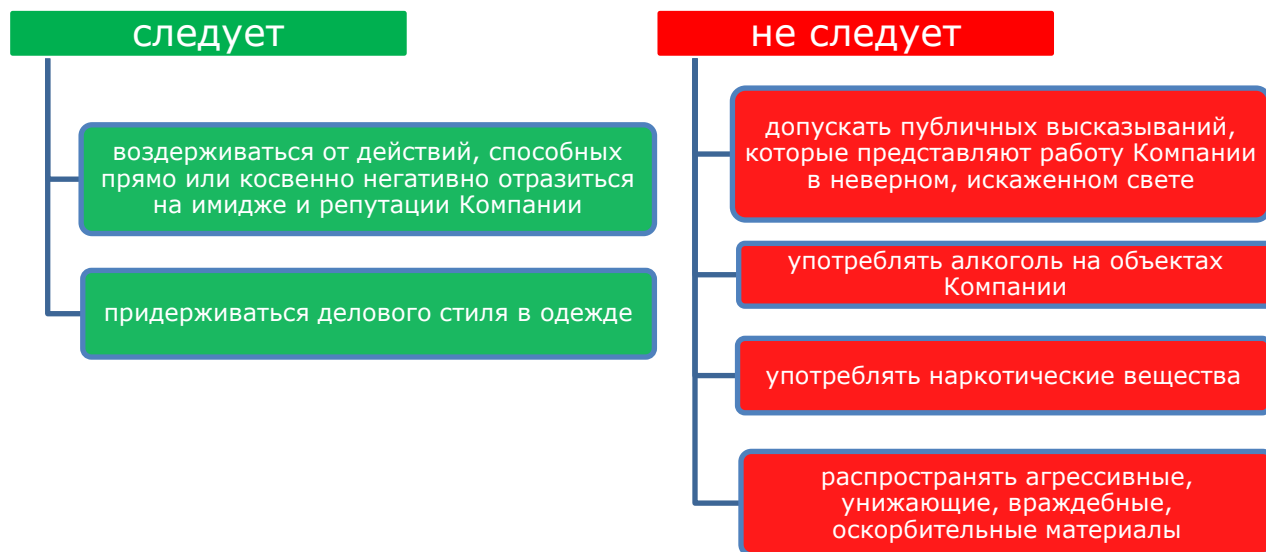 следует
воздерживаться от действий, способных
прямо или косвенно негативно отразиться
на имидже и репутации Компании
придерживаться делового стиля в одежде
не следует
допускать публичных высказываний,
которые представляют работу Компании
в неверном, искаженном свете
употреблять алкоголь на объектах
Компании
употреблять наркотические вещества
распространять агрессивные,
унижающие, враждебные,
оскорбительные материалы